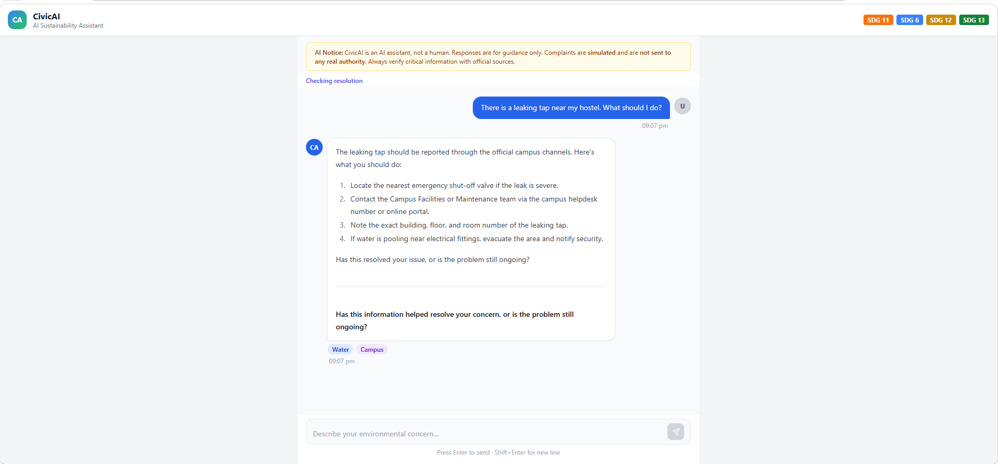 CA
CivicAI
AI Sustainability Assistant
SDG 11
SDG 6
SDG 12
SDG 13
AI Notice: CivicAI is an AI assistant, not a human. Responses are for guidance only. Complaints are simulated and are not sent to
any real authority. Always verify critical information with official sources.
Checking resolution
There is a leaking tap near my hostel. What should I do?
U
09:07 pm
CA
The leaking tap should be reported through the official campus channels. Here's
what you should do:
1. Locate the nearest emergency shut-off valve if the leak is severe.
2. Contact the Campus Facilities or Maintenance team via the campus helpdesk
number or online portal.
3. Note the exact building, floor, and room number of the leaking tap.
4. If water is pooling near electrical fittings, evacuate the area and notify security.
Has this resolved your issue, or is the problem still ongoing?
Has this information helped resolve your concern, or is the problem still
ongoing?
Water
Campus
09:07 pm
Describe your environmental concern...
Press Enter to send · Shift+Enter for new line